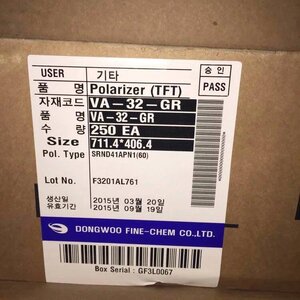 USER 기타 승인
품명 Polarizer (TFT) PASS
자재코드 VA-32-GR
품명 VA-32-GR
수량 250 EA
Size 711.4*406.4
Pol. Type SRND41APN1(60)
Lot No. F3201AL761
생산일 2015년 03월 20일
유효기일 2015년 09월 19일
DONGWOO FINE-CHEM CO.,LTD.
Box Serial : GF3L0067